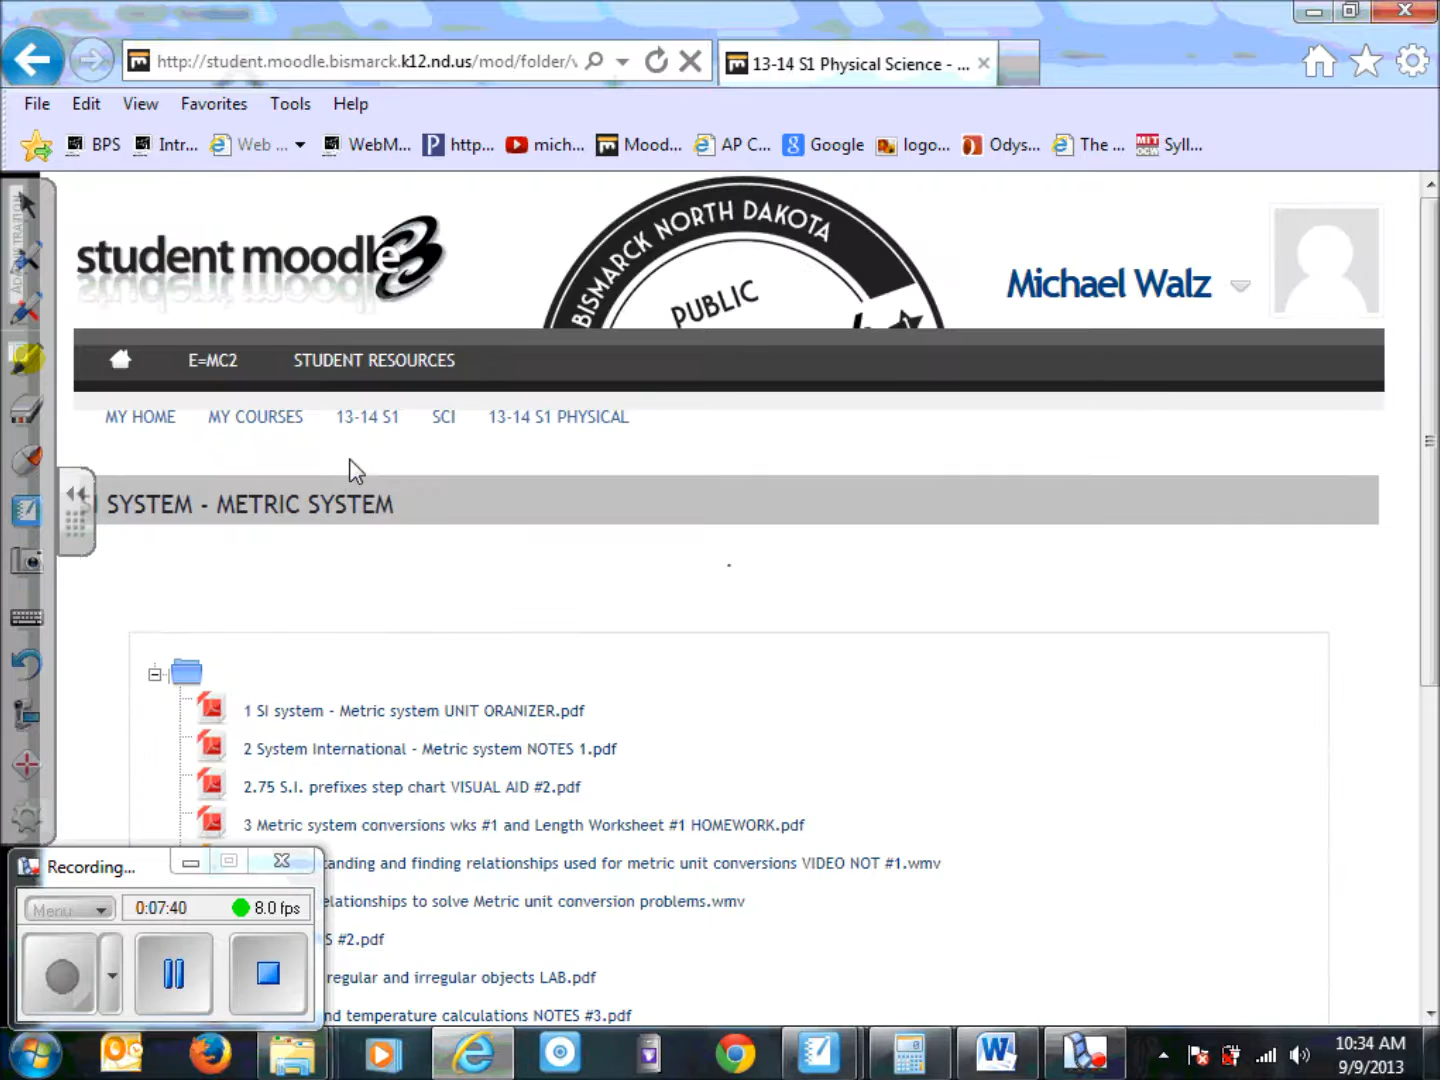 http://student.moodle.bismarck.k12.nd.us/mod/folder/v
13-14 S1 Physical Science - ...
File Edit View Favorites Tools Help
BPS Intr... Web ... WebM... http... mich... Mood... AP C... Google logo... Odys... The ... Syll...
student moodle 3
BISMARCK NORTH DAKOTA
PUBLIC
Michael Walz
E=MC2 STUDENT RESOURCES
MY HOME MY COURSES 13-14 S1 SCI 13-14 S1 PHYSICAL
SI SYSTEM - METRIC SYSTEM
1 SI system - Metric system UNIT ORANIZER.pdf
2 System International - Metric system NOTES 1.pdf
2.75 S.I. prefixes step chart VISUAL AID #2.pdf
3 Metric system conversions wks #1 and Length Worksheet #1 HOMEWORK.pdf
tanding and finding relationships used for metric unit conversions VIDEO NOT #1.wmv
elationships to solve Metric unit conversion problems.wmv
S #2.pdf
regular and irregular objects LAB.pdf
nd temperature calculations NOTES #3.pdf
Recording...
Menu 0:07:40 8.0 fps
10:34 AM
9/9/2013